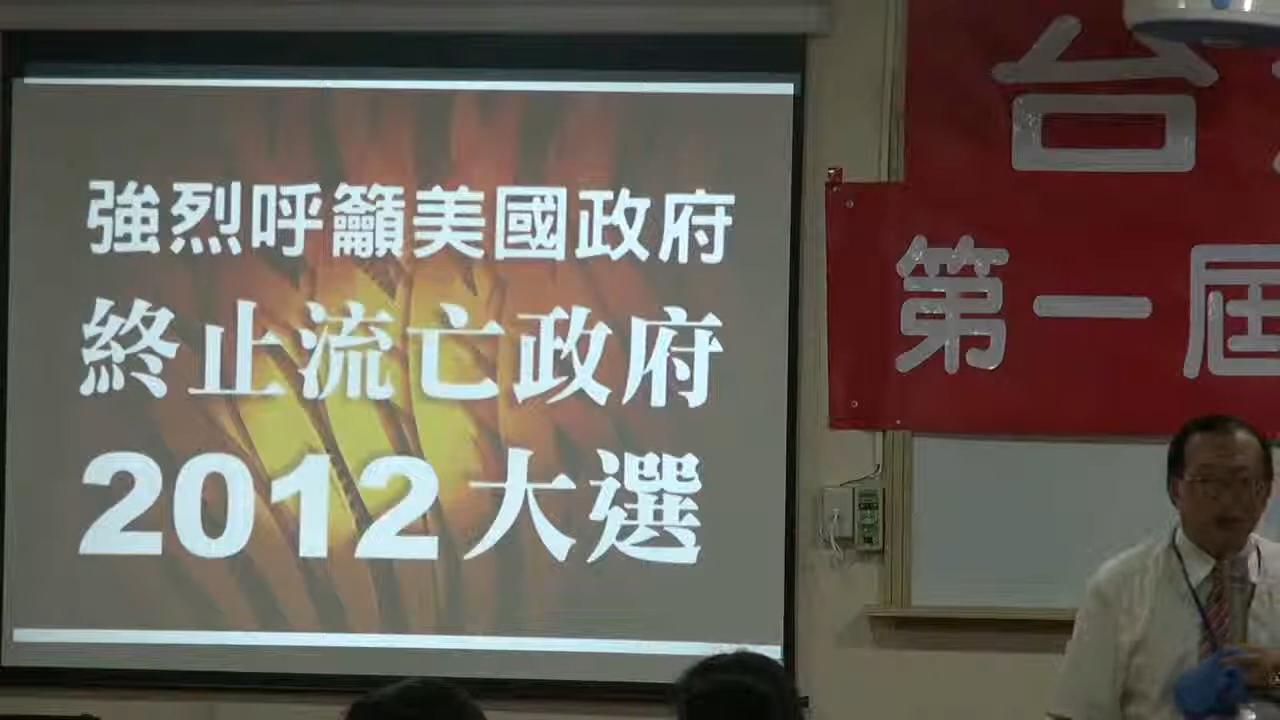 強烈呼籲美國政府
終止流亡政府
2012大選
台
第一屆